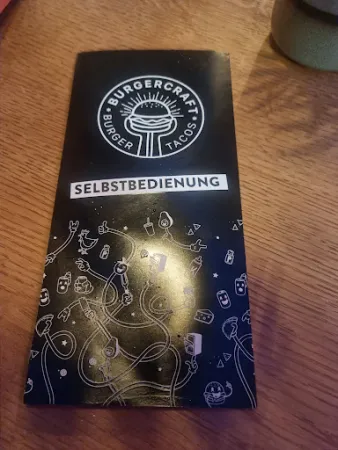 BURGERCRAFT
BURGER TACOS
SELBSTBEDIENUNG